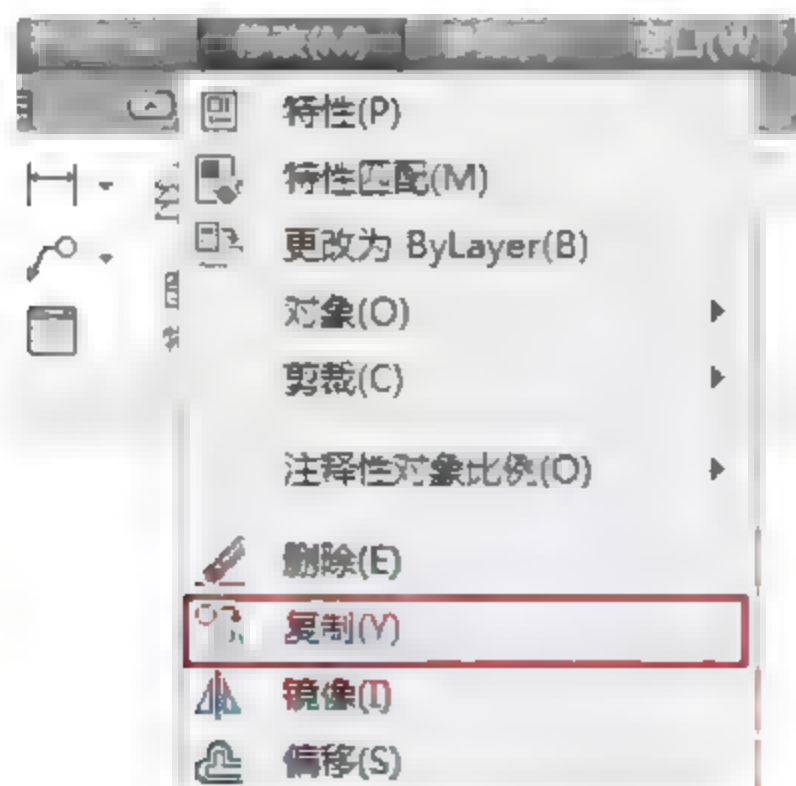 特性(P)
特性匹配(M)
更改为 ByLayer(B)
对象(O)
剪裁(C)
注释性对象比例(O)
删除(E)
复制(Y)
镜像(I)
偏移(S)